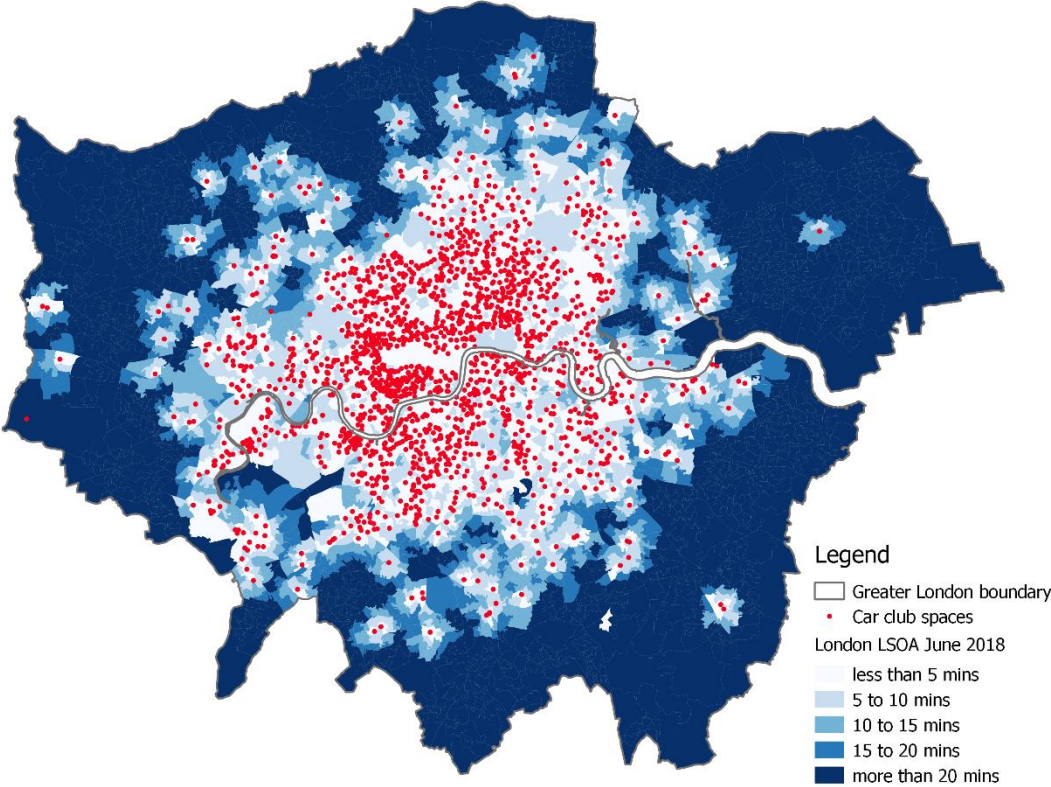 Legend
Greater London boundary
Car club spaces
London LSOA June 2018
less than 5 mins
5 to 10 mins
10 to 15 mins
15 to 20 mins
more than 20 mins